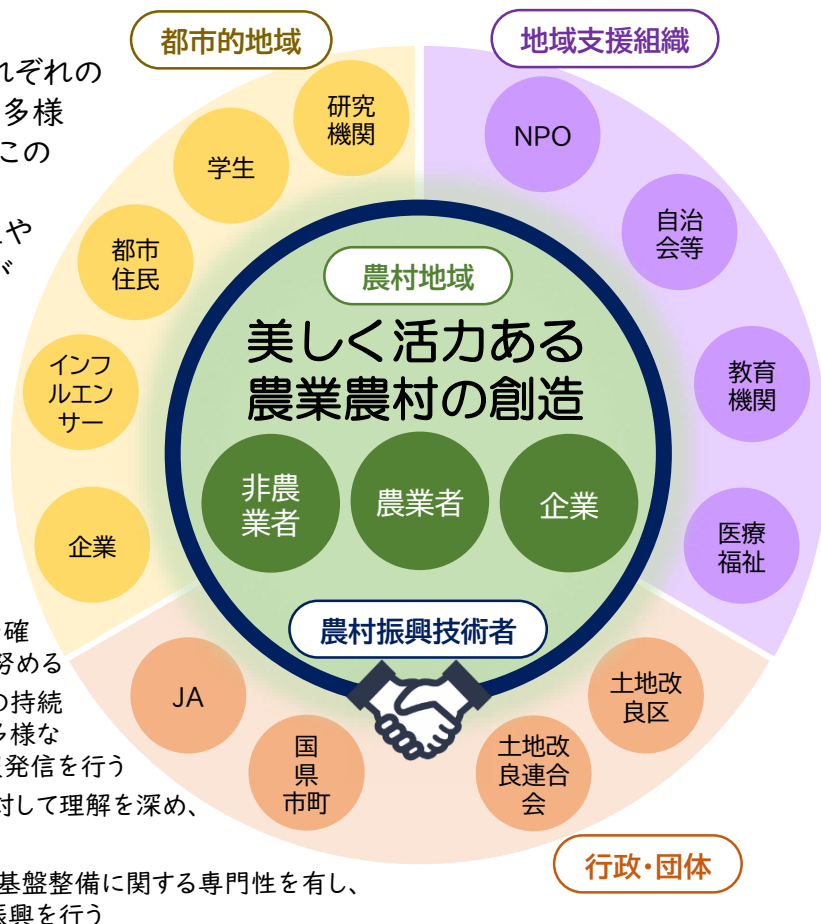 都市的地域
地域支援組織
れぞれの
多様
この
や
が
研究
機関
学生
都市
住民
インフ
ルエン
サー
企業
NPO
自治
会等
教育
機関
医療
福祉
農村地域
美しく活力ある
農業農村の創造
非農
業者
農業者
企業
農村振興技術者
確
努める
の持続
多様な
発信を行う
対して理解を深め、
基盤整備に関する専門性を有し、
振興を行う
JA
国
県
市町
土地改
良連合
会
土地改
良区
行政・団体